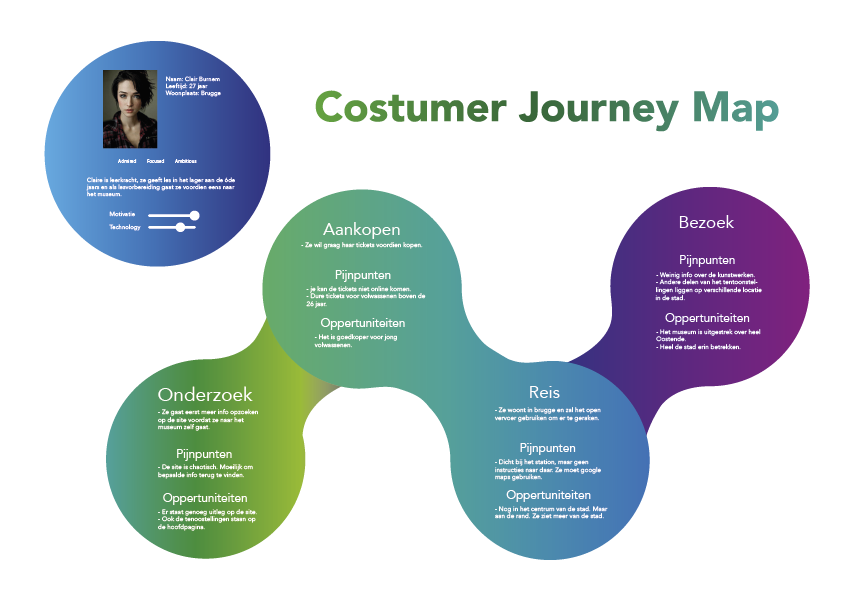 Costumer Journey Map
Naam: Clair Burnem
Leeftijd: 27 jaar
Woonplaats: Brugge
Admired Focused Ambitious
Claire is leerkracht, ze geeft les in het lager aan de 6de
jaars en als lesvorbereiding gaat ze voordien eens naar
het museum.
Motivatie
Technology
Onderzoek
- Ze gaat eerst meer info opzoeken
op de site voordat ze naar het
museum zelf gaat.
Pijnpunten
- De site is chaotisch. Moeilijk om
bepaalde info terug te vinden.
Oppertuniteiten
- Er staat genoeg uitleg op de site.
- Ook de tenoostellingen staan op
de hoofdpagina.
Aankopen
- Ze wil graag haar tickets voordien kopen.
Pijnpunten
- je kan de tickets niet online komen.
- Dure tickets voor volwassenen boven de
26 jaar.
Oppertuniteiten
- Het is goedkoper voor jong
volwassenen.
Reis
- Ze woont in brugge en zal het open
vervoer gebruiken om er te geraken.
Pijnpunten
- Dicht bij het station, maar geen
instructies naar daar. Ze moet google
maps gebruiken.
Oppertuniteiten
- Nog in het centrum van de stad. Maar
aan de rand. Ze ziet meer van de stad.
Bezoek
Pijnpunten
- Weinig info over de kunstwerken.
- Andere delen van het tentoonstel-
lingen liggen op verschillende locatie
in de stad.
Oppertuniteiten
- Het museum is uitgestrek over heel
Oostende.
- Heel de stad erin betrekken.